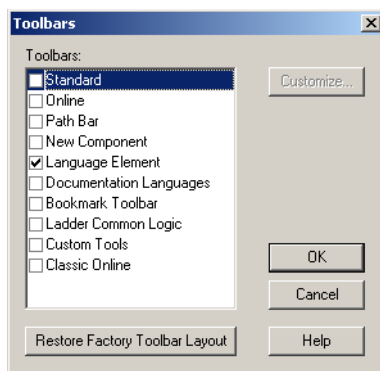 Toolbars
Toolbars:
Standard
Customize...
Online
Path Bar
New Component
Language Element
Documentation Languages
Bookmark Toolbar
Ladder Common Logic
Custom Tools
Classic Online
OK
Cancel
Restore Factory Toolbar Layout
Help